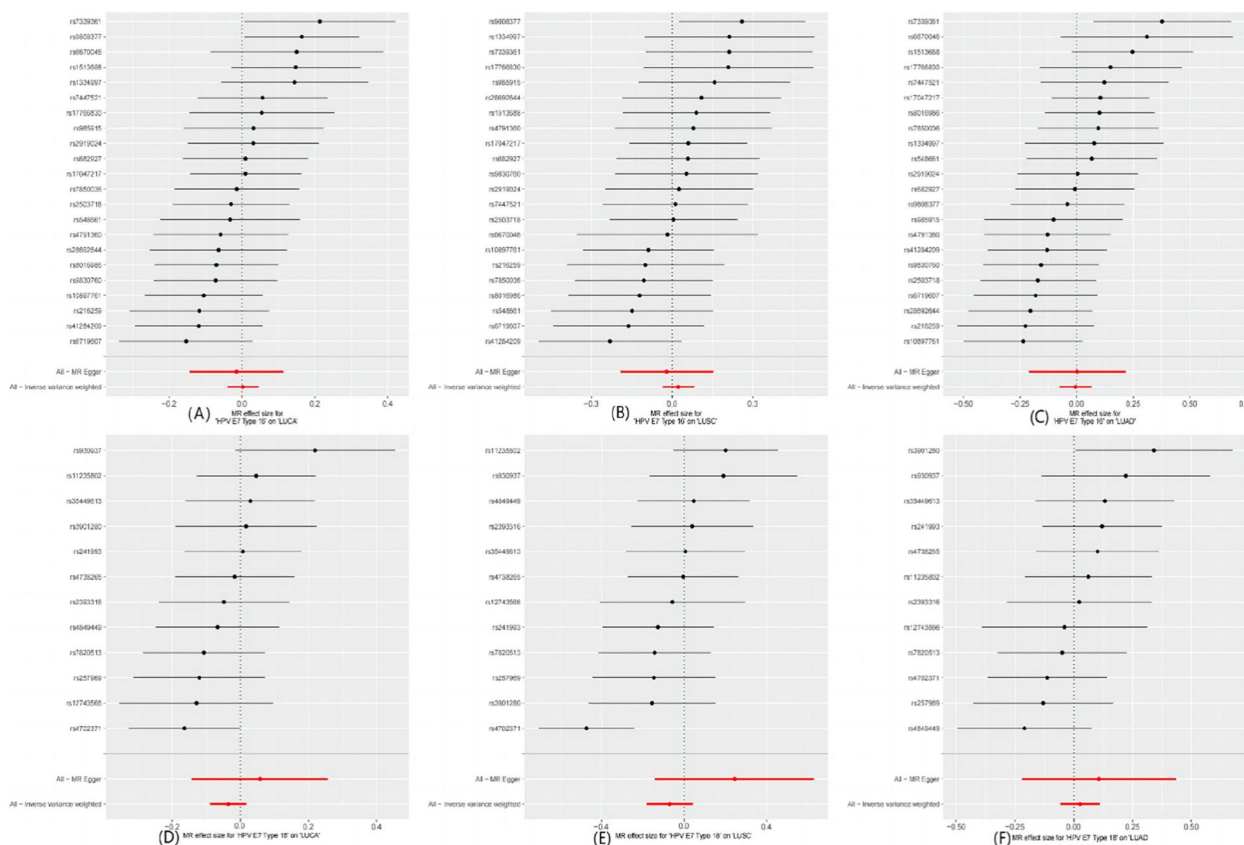 rs7339361
rs9808377
rs6670046
rs1513688
rs1334997
rs7447521
rs17766830
rs985915
rs2919024
rs682927
rs17047217
rs7850036
rs2503718
rs548661
rs4791360
rs28692644
rs8016986
rs9830760
rs10897761
rs216259
rs41284209
rs6719607
All − MR Egger
All − Inverse variance weighted
−0.2 0.0 0.2 0.4
(A) MR effect size for
'HPV E7 Type 16' on 'LUCA'
rs9808377
rs1334997
rs7339361
rs17766830
rs985915
rs28692644
rs1513688
rs4791360
rs17047217
rs682927
rs9830760
rs2919024
rs7447521
rs2503718
rs6670046
rs10897761
rs216259
rs7850036
rs8016986
rs548661
rs6719607
rs41284209
All − MR Egger
All − Inverse variance weighted
−0.3 0.0 0.3
(B) MR effect size for
'HPV E7 Type 16' on 'LUSC'
rs7339361
rs6670046
rs1513688
rs17766830
rs7447521
rs17047217
rs8016986
rs7850036
rs1334997
rs548661
rs2919024
rs682927
rs9808377
rs985915
rs4791360
rs41284209
rs9830760
rs2503718
rs6719607
rs28692644
rs216259
rs10897761
All − MR Egger
All − Inverse variance weighted
−0.50 −0.25 0.00 0.25 0.50
(C) MR effect size for
'HPV E7 Type 16' on 'LUAD'
rs930937
rs11235802
rs35449613
rs3901280
rs241993
rs4738265
rs2393316
rs4849449
rs7820513
rs257969
rs12743566
rs4702371
All − MR Egger
All − Inverse variance weighted
−0.2 0.0 0.2 0.4
(D) MR effect size for 'HPV E7 Type 18' on 'LUCA'
rs11235802
rs930937
rs4849449
rs2393316
rs35449613
rs4738265
rs12743566
rs241993
rs7820513
rs257969
rs3901280
rs4702371
All − MR Egger
All − Inverse variance weighted
−0.4 0.0 0.4
(E) MR effect size for 'HPV E7 Type 18' on 'LUSC'
rs3901280
rs930937
rs35449613
rs241993
rs4738265
rs11235802
rs2393316
rs12743566
rs7820513
rs4702371
rs257969
rs4849449
All − MR Egger
All − Inverse variance weighted
−0.50 −0.25 0.00 0.25 0.50
(F) MR effect size for 'HPV E7 Type 18' on 'LUAD